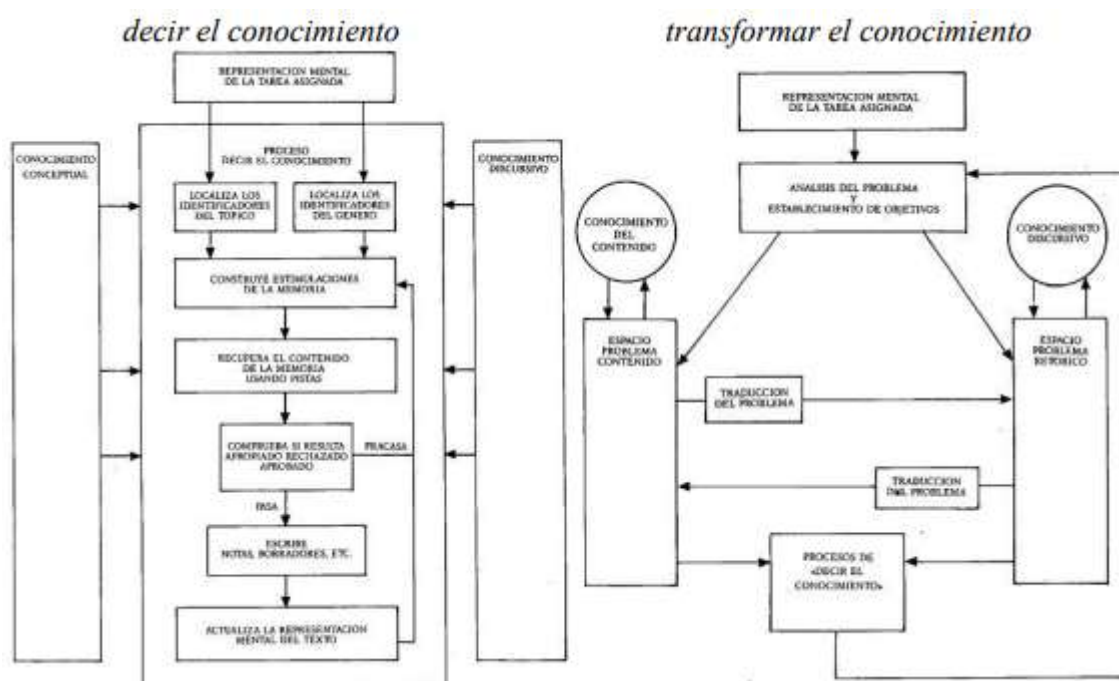 decir el conocimiento
REPRESENTACION MENTAL
DE LA TAREA ASIGNADA
CONOCIMIENTO
CONCEPTUAL
PROCESO
DECIR EL CONOCIMIENTO
CONOCIMIENTO
DISCURSIVO
LOCALIZA LOS
IDENTIFICADORES
DEL TOPICO
LOCALIZA LOS
IDENTIFICADORES
DEL GENERO
CONSTRUYE ESTIMULACIONES
DE LA MEMORIA
RECUPERA EL CONTENIDO
DE LA MEMORIA
USANDO PISTAS
COMPRUEBA SI RESULTA
APROPIADO RECHAZADO
APROBADO
FRACASA
PASA
ESCRIBE
NOTAS, BORRADORES, ETC.
ACTUALIZA LA REPRESENTACION
MENTAL DEL TEXTO
transformar el conocimiento
REPRESENTACION MENTAL
DE LA TAREA ASIGNADA
ANALISIS DEL PROBLEMA
Y
ESTABLECIMIENTO DE OBJETIVOS
CONOCIMIENTO
DEL
CONTENIDO
CONOCIMIENTO
DISCURSIVO
ESPACIO
PROBLEMA
CONTENIDO
ESPACIO
PROBLEMA
RETORICO
TRADUCCION
DEL PROBLEMA
TRADUCCION
DEL PROBLEMA
PROCESOS DE
«DECIR EL
CONOCIMIENTO»